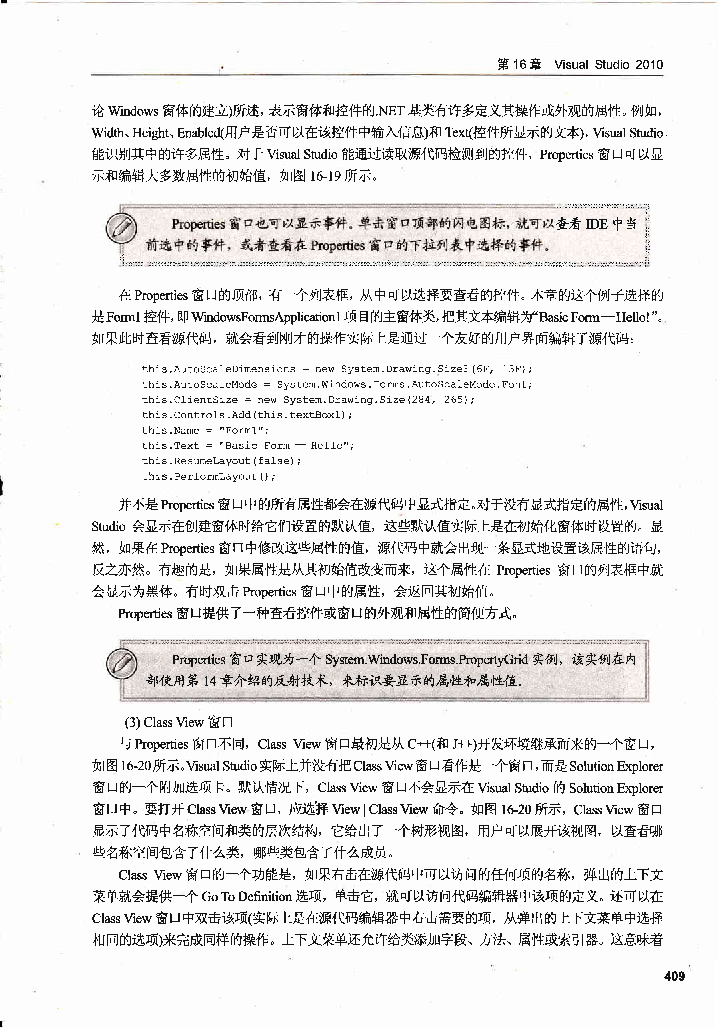 第16章 Visual Studio 2010
论 Windows 窗体的建立)所述，表示窗体和控件的.NET 基类有许多定义其操作或外观的属性。例如，
Width、Height、Enabled(用户是否可以在该控件中输入信息)和 Text(控件所显示的文本)，Visual Studio
能识别其中的许多属性。对于 Visual Studio 能通过读取源代码检测到的控件，Properties 窗口可以显
示和编辑大多数属性的初始值，如图 16-19 所示。
Properties 窗口也可以显示事件。单击窗口顶部的闪电图标，就可以查看 IDE 中当
前选中的事件，或者查看在 Properties 窗口的下拉列表中选择的事件。
在 Properties 窗口的顶部，有一个列表框，从中可以选择要查看的控件。本章的这个例子选择的
是 Form1 控件，即 WindowsFormsApplication1 项目的主窗体类，把其文本编辑为“Basic Form—Hello!”。
如果此时查看源代码，就会看到刚才的操作实际上是通过一个友好的用户界面编辑了源代码：
this.AutoScaleDimensions = new System.Drawing.SizeF(6F, 13F);
this.AutoScaleMode = System.Windows.Forms.AutoScaleMode.Font;
this.ClientSize = new System.Drawing.Size(284, 265);
this.Controls.Add(this.textBox1);
this.Name = "Form1";
this.Text = "Basic Form — Hello";
this.ResumeLayout(false);
this.PerformLayout();
并不是 Properties 窗口中的所有属性都会在源代码中显式指定。对于没有显式指定的属性，Visual
Studio 会显示在创建窗体时给它们设置的默认值，这些默认值实际上是在初始化窗体时设置的。显
然，如果在 Properties 窗口中修改这些属性的值，源代码中就会出现一条显式地设置该属性的语句，
反之亦然。有趣的是，如果属性是从其初始值改变而来，这个属性在 Properties 窗口的列表框中就
会显示为黑体。有时双击 Properties 窗口中的属性，会返回其初始值。
Properties 窗口提供了一种查看控件或窗口的外观和属性的简便方式。
Properties 窗口实现为一个 System.Windows.Forms.PropertyGrid 实例，该实例在内
部使用第 14 章介绍的反射技术，来标识要显示的属性和属性值.
(3) Class View 窗口
与 Properties 窗口不同，Class View 窗口最初是从 C++(和 J++)开发环境继承而来的一个窗口，
如图 16-20 所示。Visual Studio 实际上并没有把 Class View 窗口看作是一个窗口，而是 Solution Explorer
窗口的一个附加选项卡。默认情况下，Class View 窗口不会显示在 Visual Studio 的 Solution Explorer
窗口中。要打开 Class View 窗口，应选择 View | Class View 命令。如图 16-20 所示，Class View 窗口
显示了代码中名称空间和类的层次结构，它给出了一个树形视图，用户可以展开该视图，以查看哪
些名称空间包含了什么类，哪些类包含了什么成员。
Class View 窗口的一个功能是，如果右击在源代码中可以访问的任何项的名称，弹出的上下文
菜单就会提供一个 Go To Definition 选项，单击它，就可以访问代码编辑器中该项的定义。还可以在
Class View 窗口中双击该项(实际上是在源代码编辑器中右击需要的项，从弹出的上下文菜单中选择
相同的选项)来完成同样的操作。上下文菜单还允许给类添加字段、方法、属性或索引器。这意味着
409